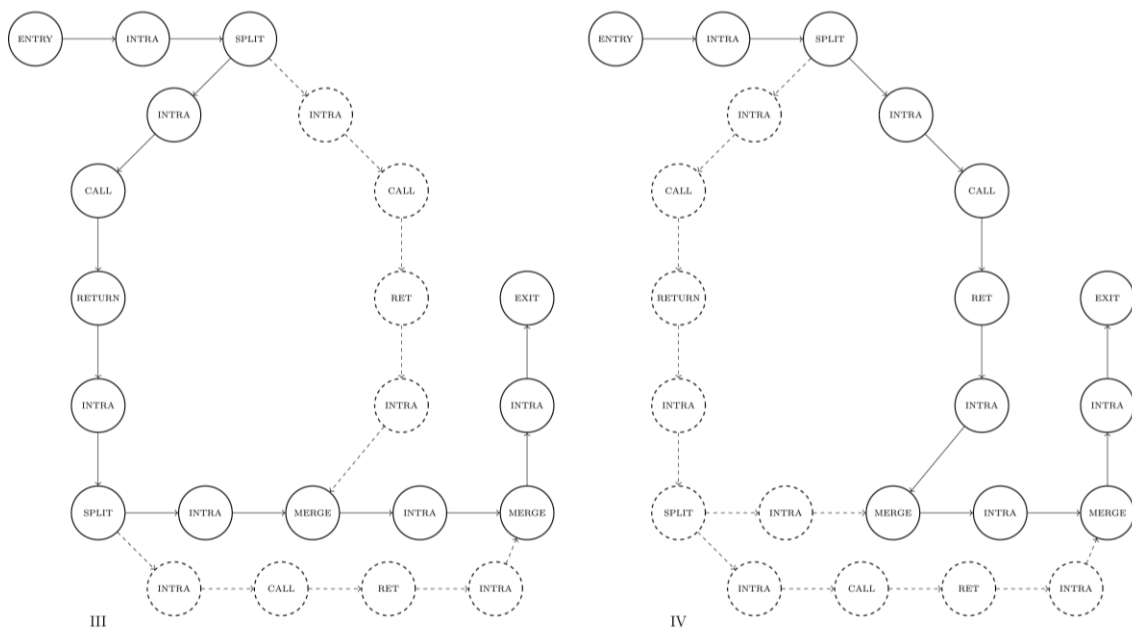 ENTRY INTRA SPLIT ENTRY INTRA SPLIT
INTRA INTRA INTRA INTRA
CALL CALL CALL CALL
RETURN RET EXIT RETURN RET EXIT
INTRA INTRA INTRA INTRA INTRA INTRA
SPLIT INTRA MERGE INTRA MERGE SPLIT INTRA MERGE INTRA MERGE
INTRA CALL RET INTRA INTRA CALL RET INTRA
III IV